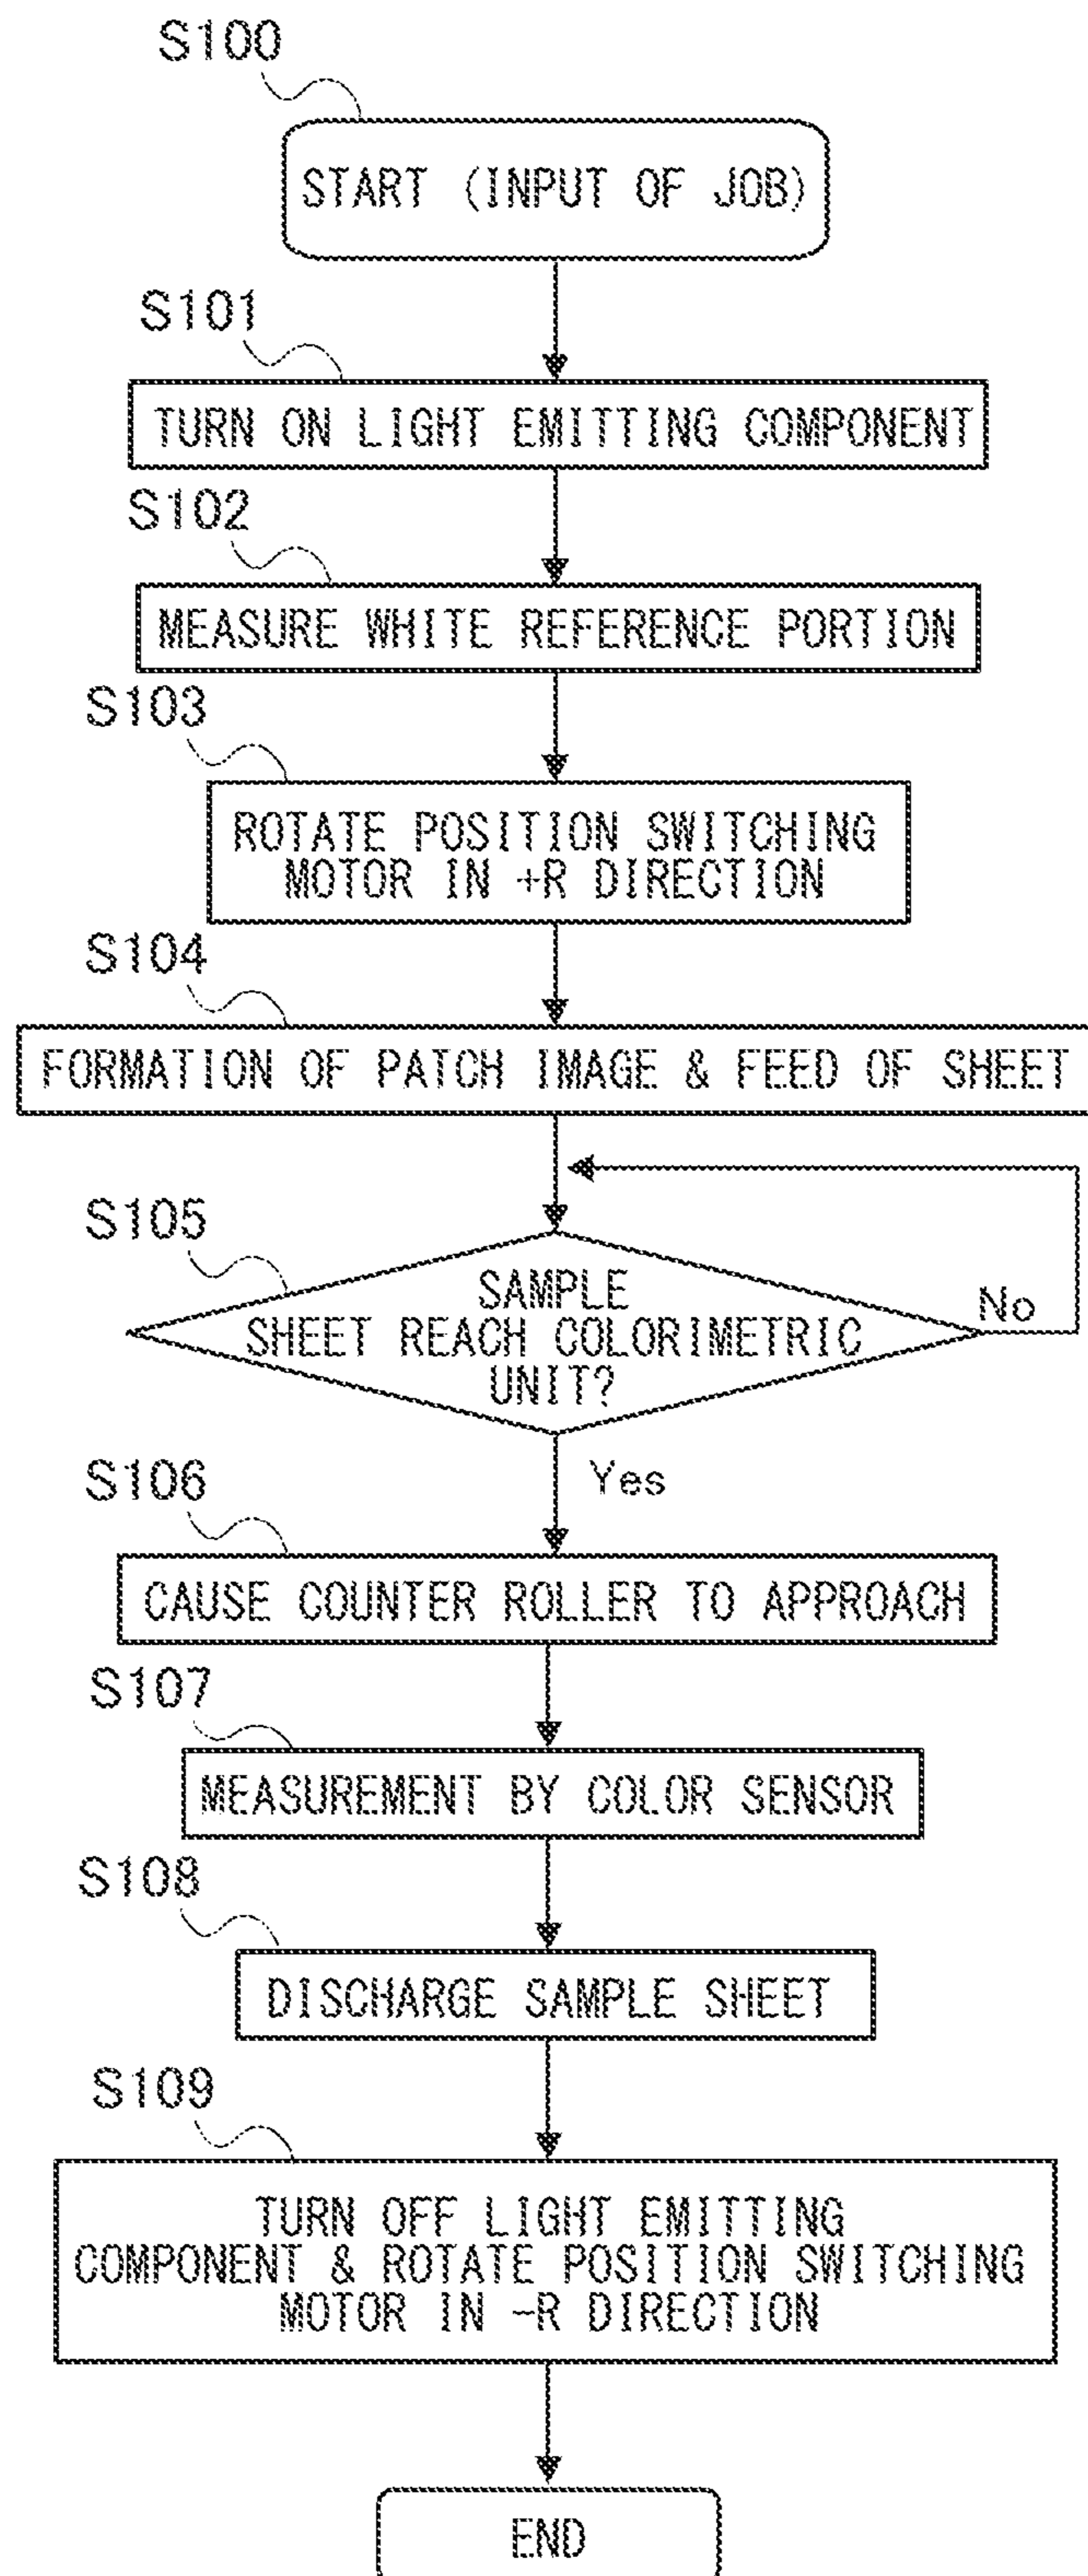 S100
START (INPUT OF JOB)
S101
TURN ON LIGHT EMITTING COMPONENT
S102
MEASURE WHITE REFERENCE PORTION
S103
ROTATE POSITION SWITCHING
MOTOR IN +R DIRECTION
S104
FORMATION OF PATCH IMAGE & FEED OF SHEET
S105
SAMPLE
SHEET REACH COLORIMETRIC
UNIT?
No
Yes
S106
CAUSE COUNTER ROLLER TO APPROACH
S107
MEASUREMENT BY COLOR SENSOR
S108
DISCHARGE SAMPLE SHEET
S109
TURN OFF LIGHT EMITTING
COMPONENT & ROTATE POSITION SWITCHING
MOTOR IN -R DIRECTION
END